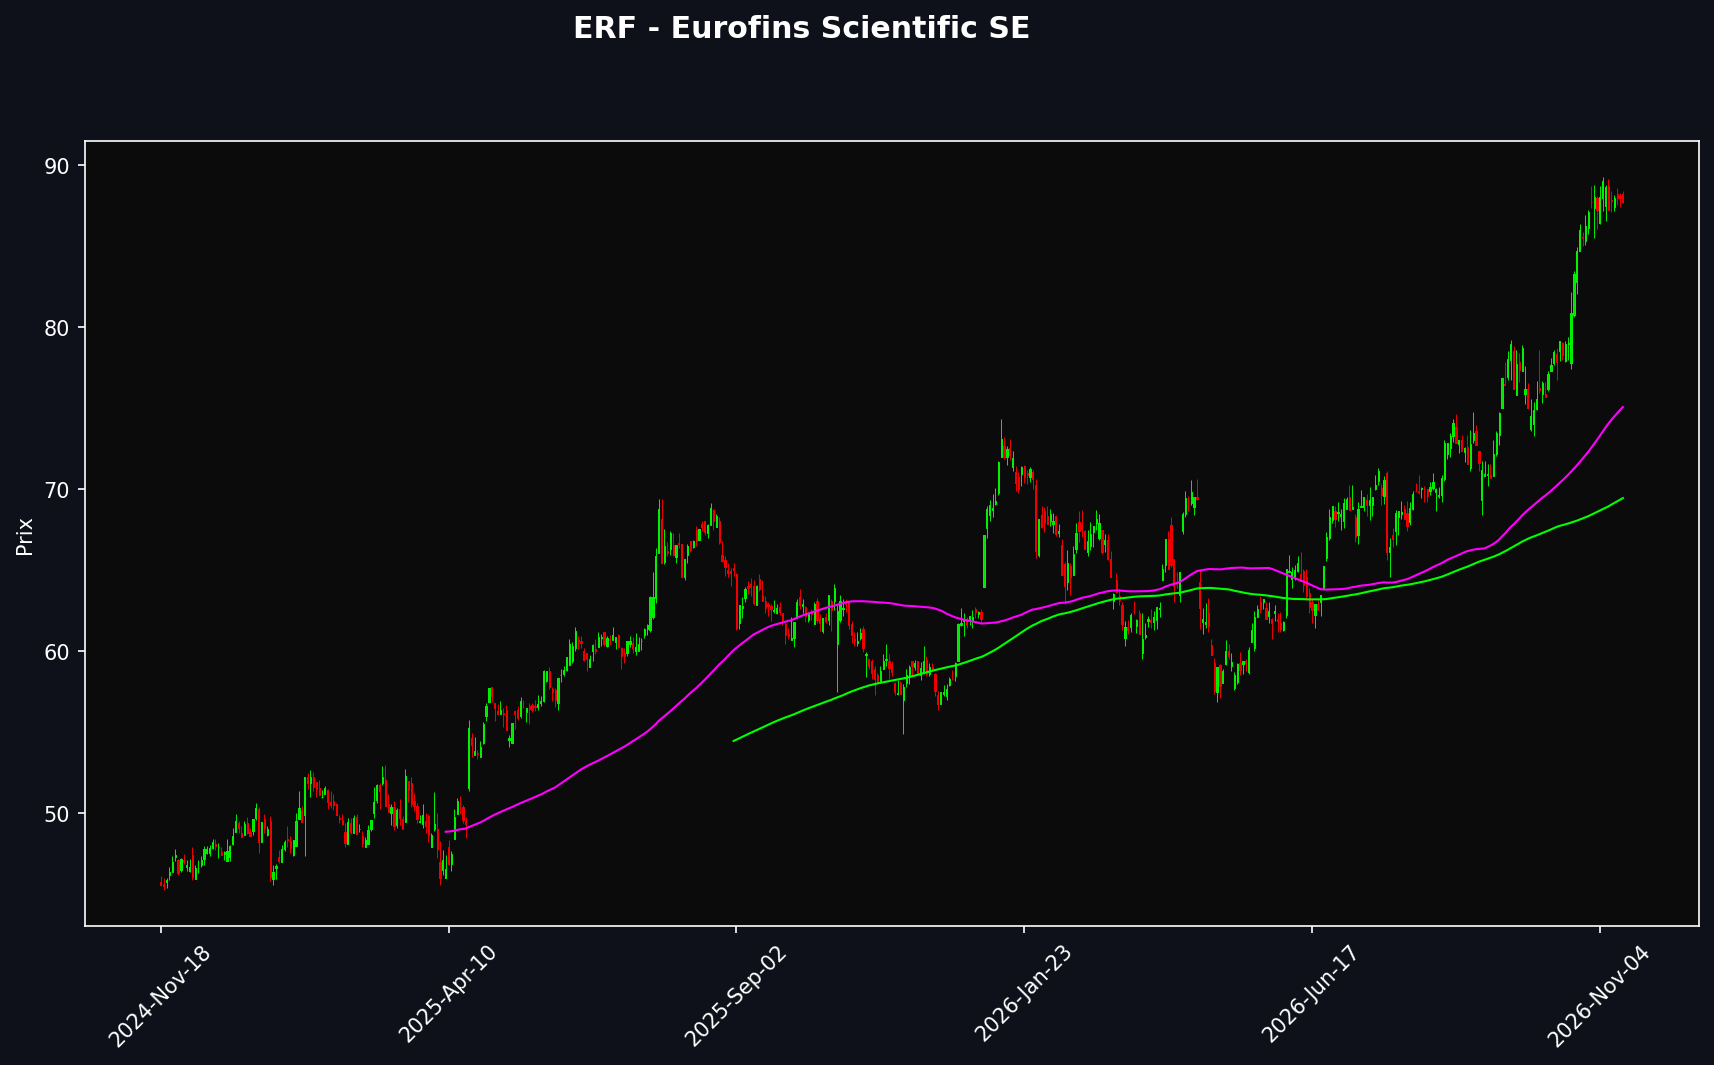 ERF - Eurofins Scientific SE
Prix
90
80
70
60
50
2024-Nov-18
2025-Apr-10
2025-Sep-02
2026-Jan-23
2026-Jun-17
2026-Nov-04